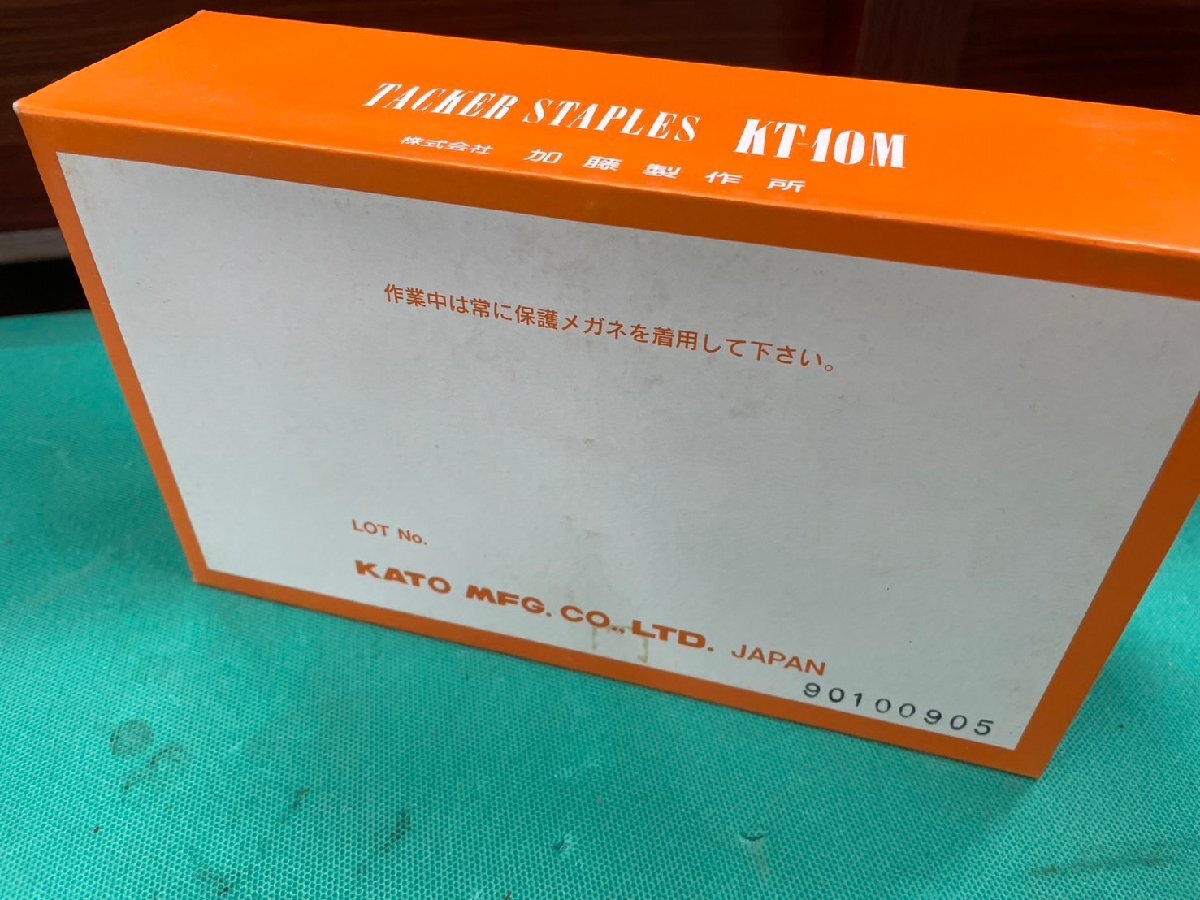 TACKER STAPLES KT-10M
株式会社 加藤製作所
作業中は常に保護メガネを着用して下さい。
LOT No.
KATO MFG. CO., LTD. JAPAN
90100905